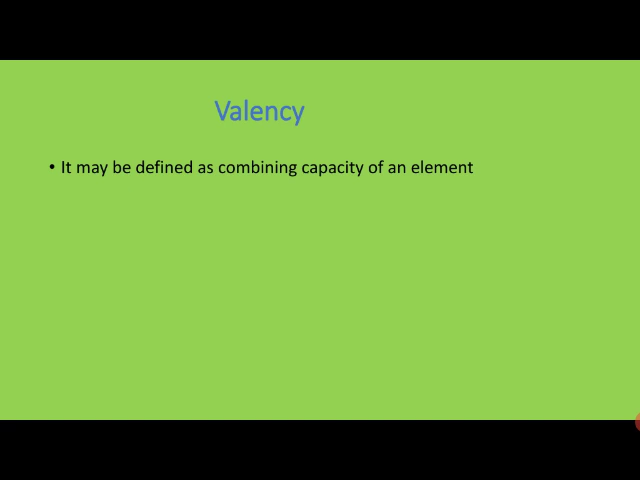 Valency
• It may be defined as combining capacity of an element